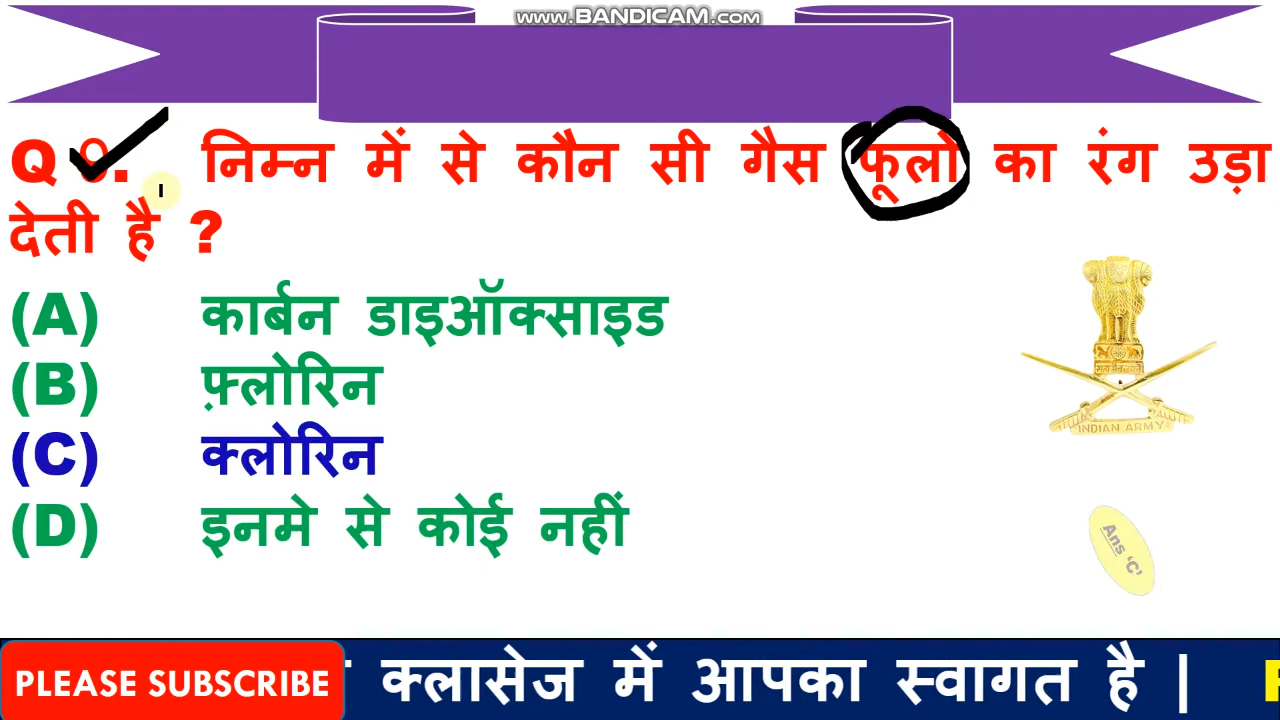 www.BANDICAM.com
Q 9. निम्न में से कौन सी गैस फूलो का रंग उड़ा
देती है ?
(A) कार्बन डाइऑक्साइड
(B) फ़्लोरिन
(C) क्लोरिन
(D) इनमे से कोई नहीं
INDIAN ARMY
Ans 'C'
PLEASE SUBSCRIBE
क्लासेज में आपका स्वागत है |